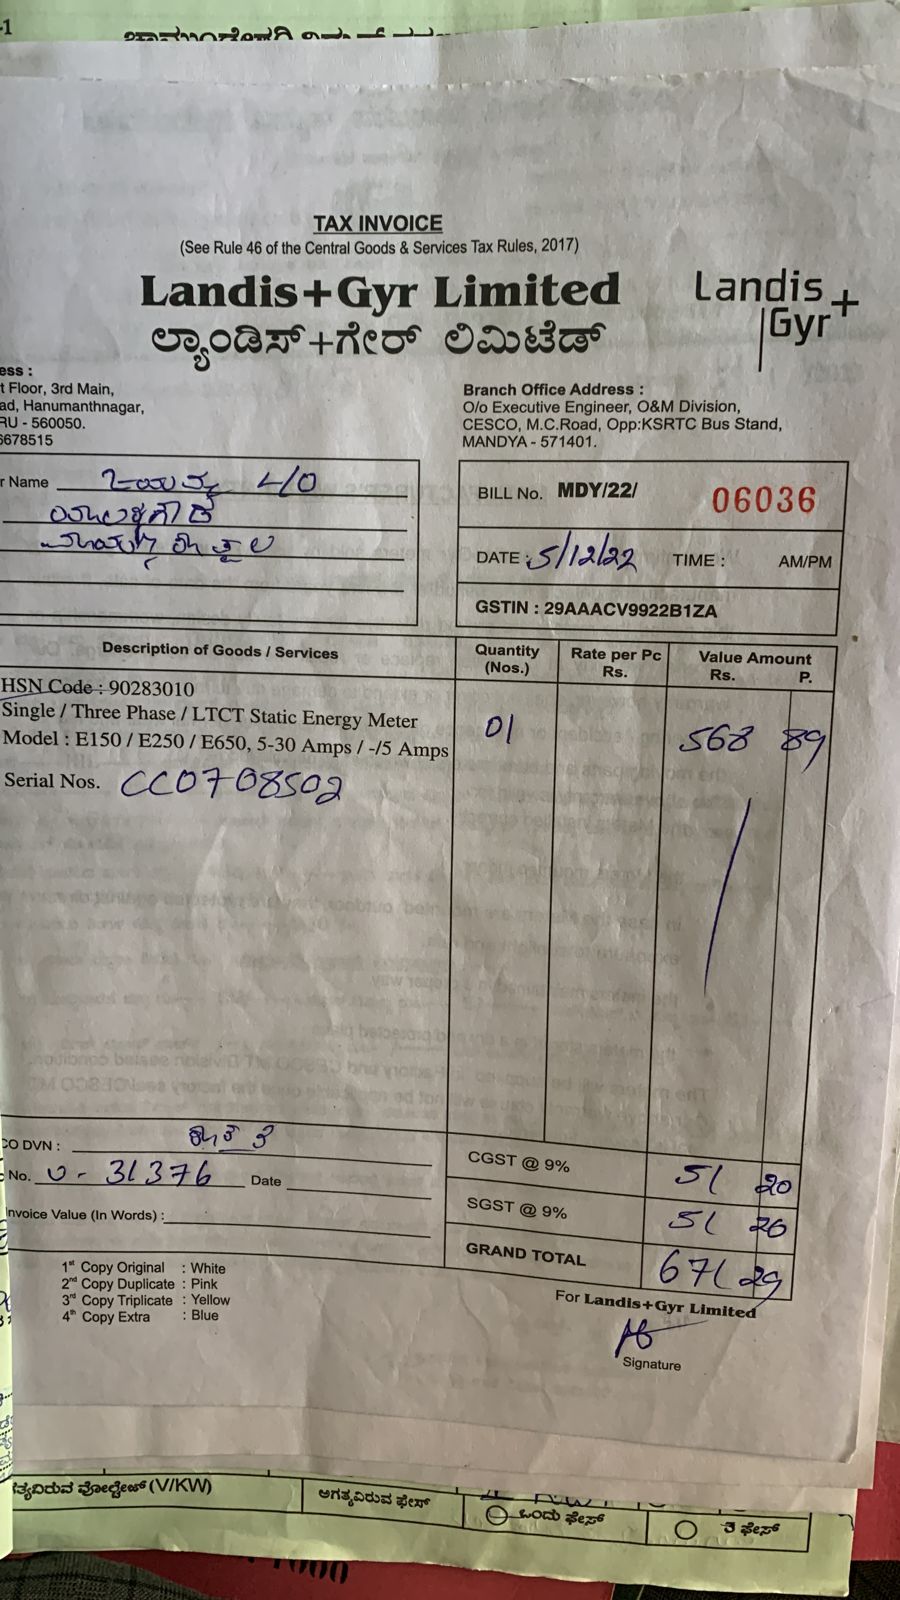 -1
TAX INVOICE
(See Rule 46 of the Central Goods & Services Tax Rules, 2017)
Landis+Gyr Limited
ಲ್ಯಾಂಡಿಸ್+ಗೇರ್ ಲಿಮಿಟೆಡ್
Landis+
Gyr
ess :
t Floor, 3rd Main,
ad, Hanumanthnagar,
RU - 560050.
6678515
Branch Office Address :
O/o Executive Engineer, O&M Division,
CESCO, M.C.Road, Opp:KSRTC Bus Stand,
MANDYA - 571401.
r Name
BILL No. MDY/22/ 06036
DATE : 5/12/22 TIME : AM/PM
GSTIN : 29AAACV9922B1ZA
Description of Goods / Services Quantity (Nos.) Rate per Pc Rs. Value Amount Rs. P.
HSN Code : 90283010
Single / Three Phase / LTCT Static Energy Meter 01 568 89
Model : E150 / E250 / E650, 5-30 Amps / -/5 Amps
Serial Nos. CC0708502
CO DVN :
No. U - 31376 Date
Invoice Value (In Words) :
CGST @ 9% 51 20
SGST @ 9% 51 20
GRAND TOTAL 671 29
1st Copy Original : White
2nd Copy Duplicate : Pink
3rd Copy Triplicate : Yellow
4th Copy Extra : Blue
For Landis+Gyr Limited
Signature
ತ್ಯವಿರುವ ವೋಲ್ಟೇಜ್ (V/KW) ಅಗತ್ಯವಿರುವ ಫೇಸ್ ಒಂದು ಫೇಸ್ 3 ಫೇಸ್